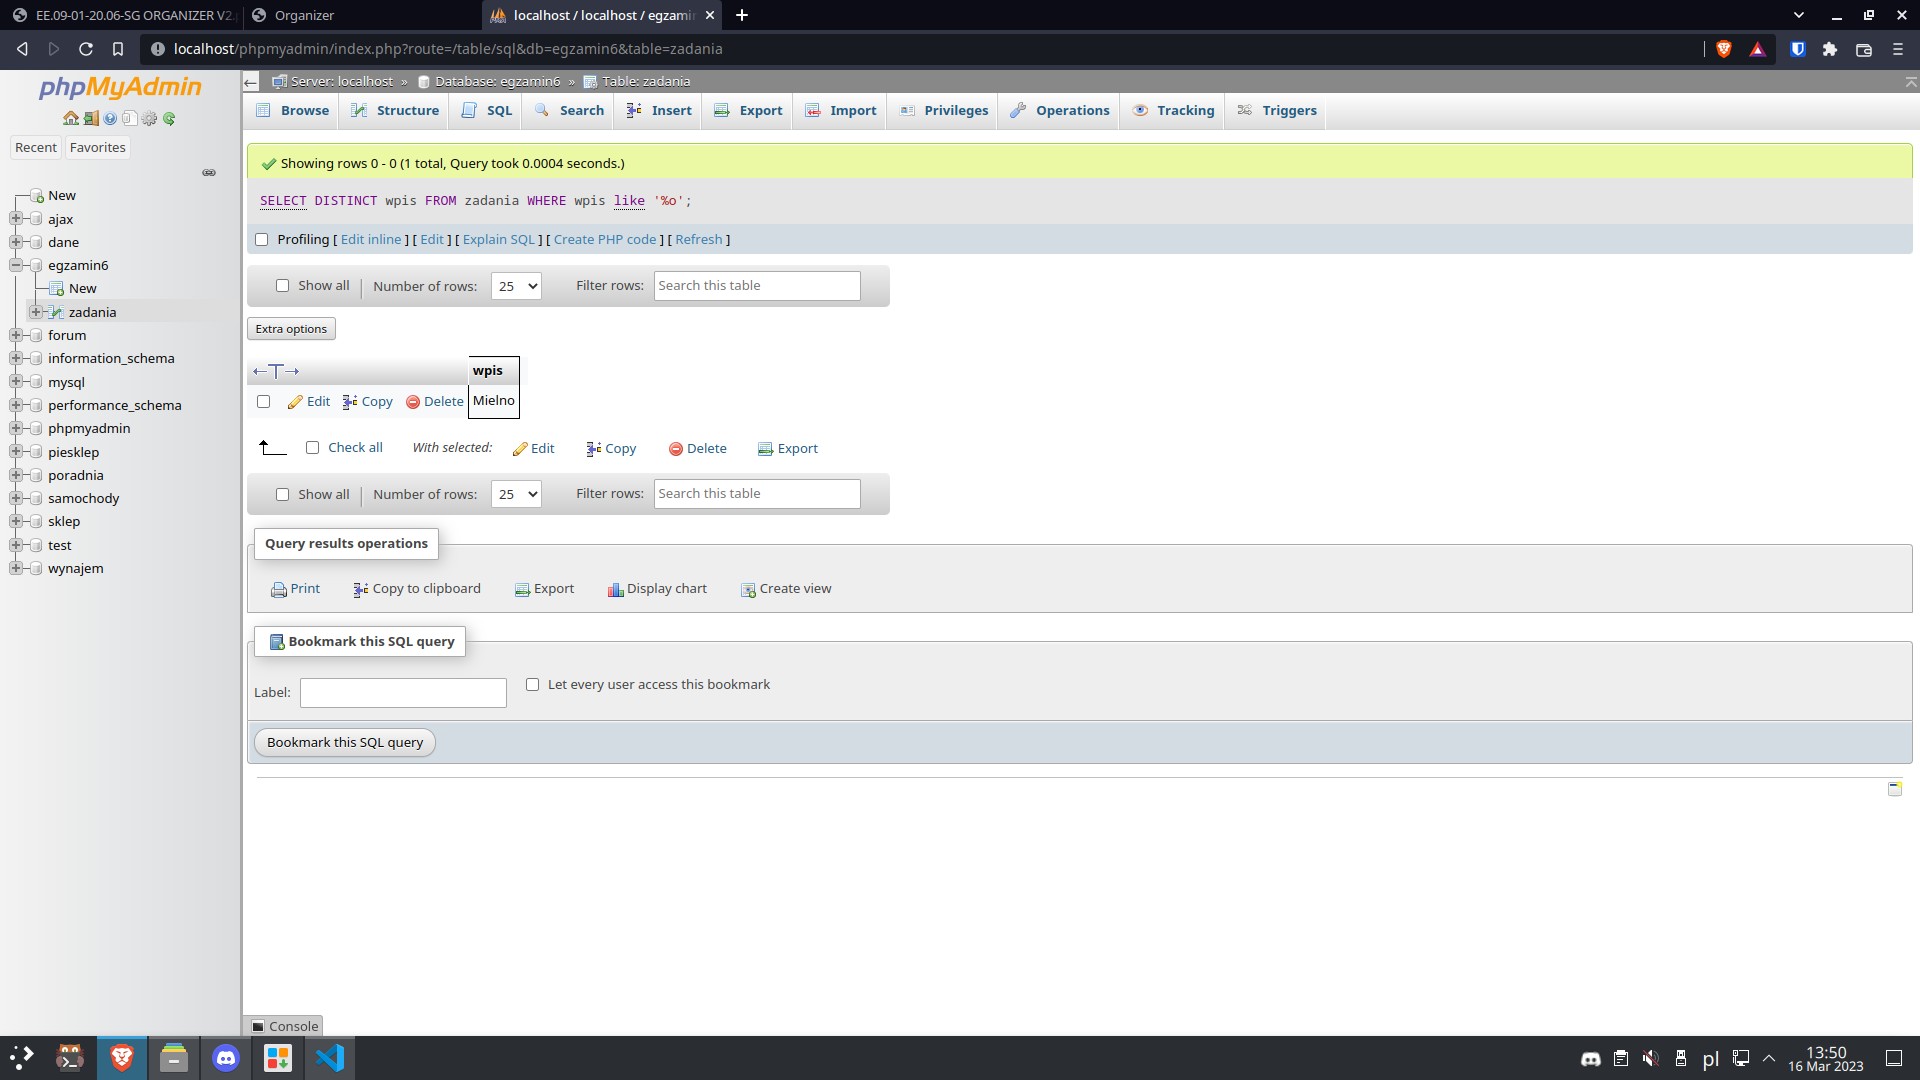 EE.09-01-20.06-SG ORGANIZER V2.
Organizer
localhost / localhost / egzami
localhost/phpmyadmin/index.php?route=/table/sql&db=egzamin6&table=zadania
phpMyAdmin
Server: localhost » Database: egzamin6 » Table: zadania
Browse Structure SQL Search Insert Export Import Privileges Operations Tracking Triggers
Recent Favorites
New
ajax
dane
egzamin6
New
zadania
forum
information_schema
mysql
performance_schema
phpmyadmin
piesklep
poradnia
samochody
sklep
test
wynajem
Showing rows 0 - 0 (1 total, Query took 0.0004 seconds.)
SELECT DISTINCT wpis FROM zadania WHERE wpis like '%o';
Profiling [ Edit inline ] [ Edit ] [ Explain SQL ] [ Create PHP code ] [ Refresh ]
Show all Number of rows: 25 Filter rows: Search this table
Extra options
←T→ wpis
Edit Copy Delete Mielno
Check all With selected: Edit Copy Delete Export
Show all Number of rows: 25 Filter rows: Search this table
Query results operations
Print Copy to clipboard Export Display chart Create view
Bookmark this SQL query
Label: Let every user access this bookmark
Bookmark this SQL query
Console
pl
13:50
16 Mar 2023